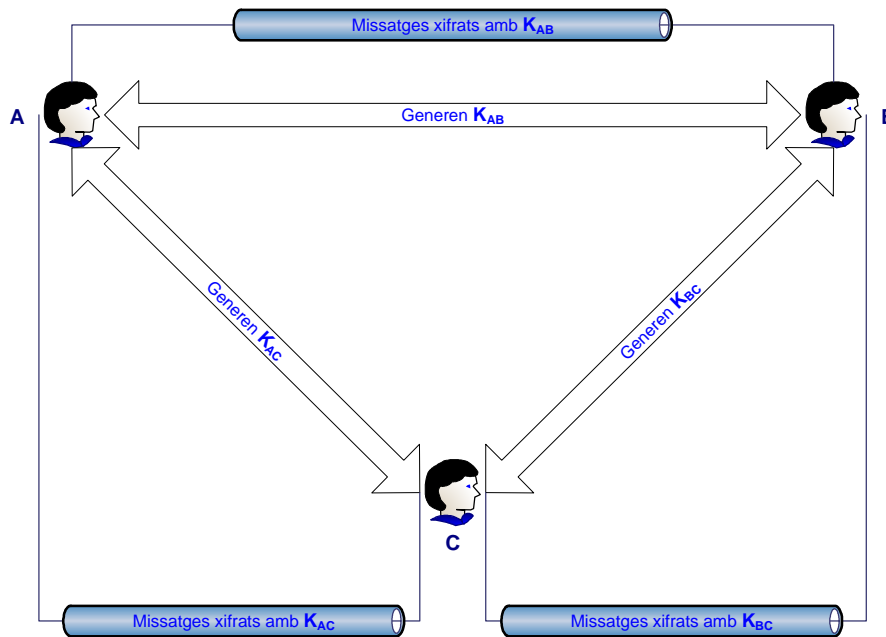 Missatges xifrats amb KAB
A
Generen KAB
B
Generen KAC
Generen KBC
C
Missatges xifrats amb KAC
Missatges xifrats amb KBC